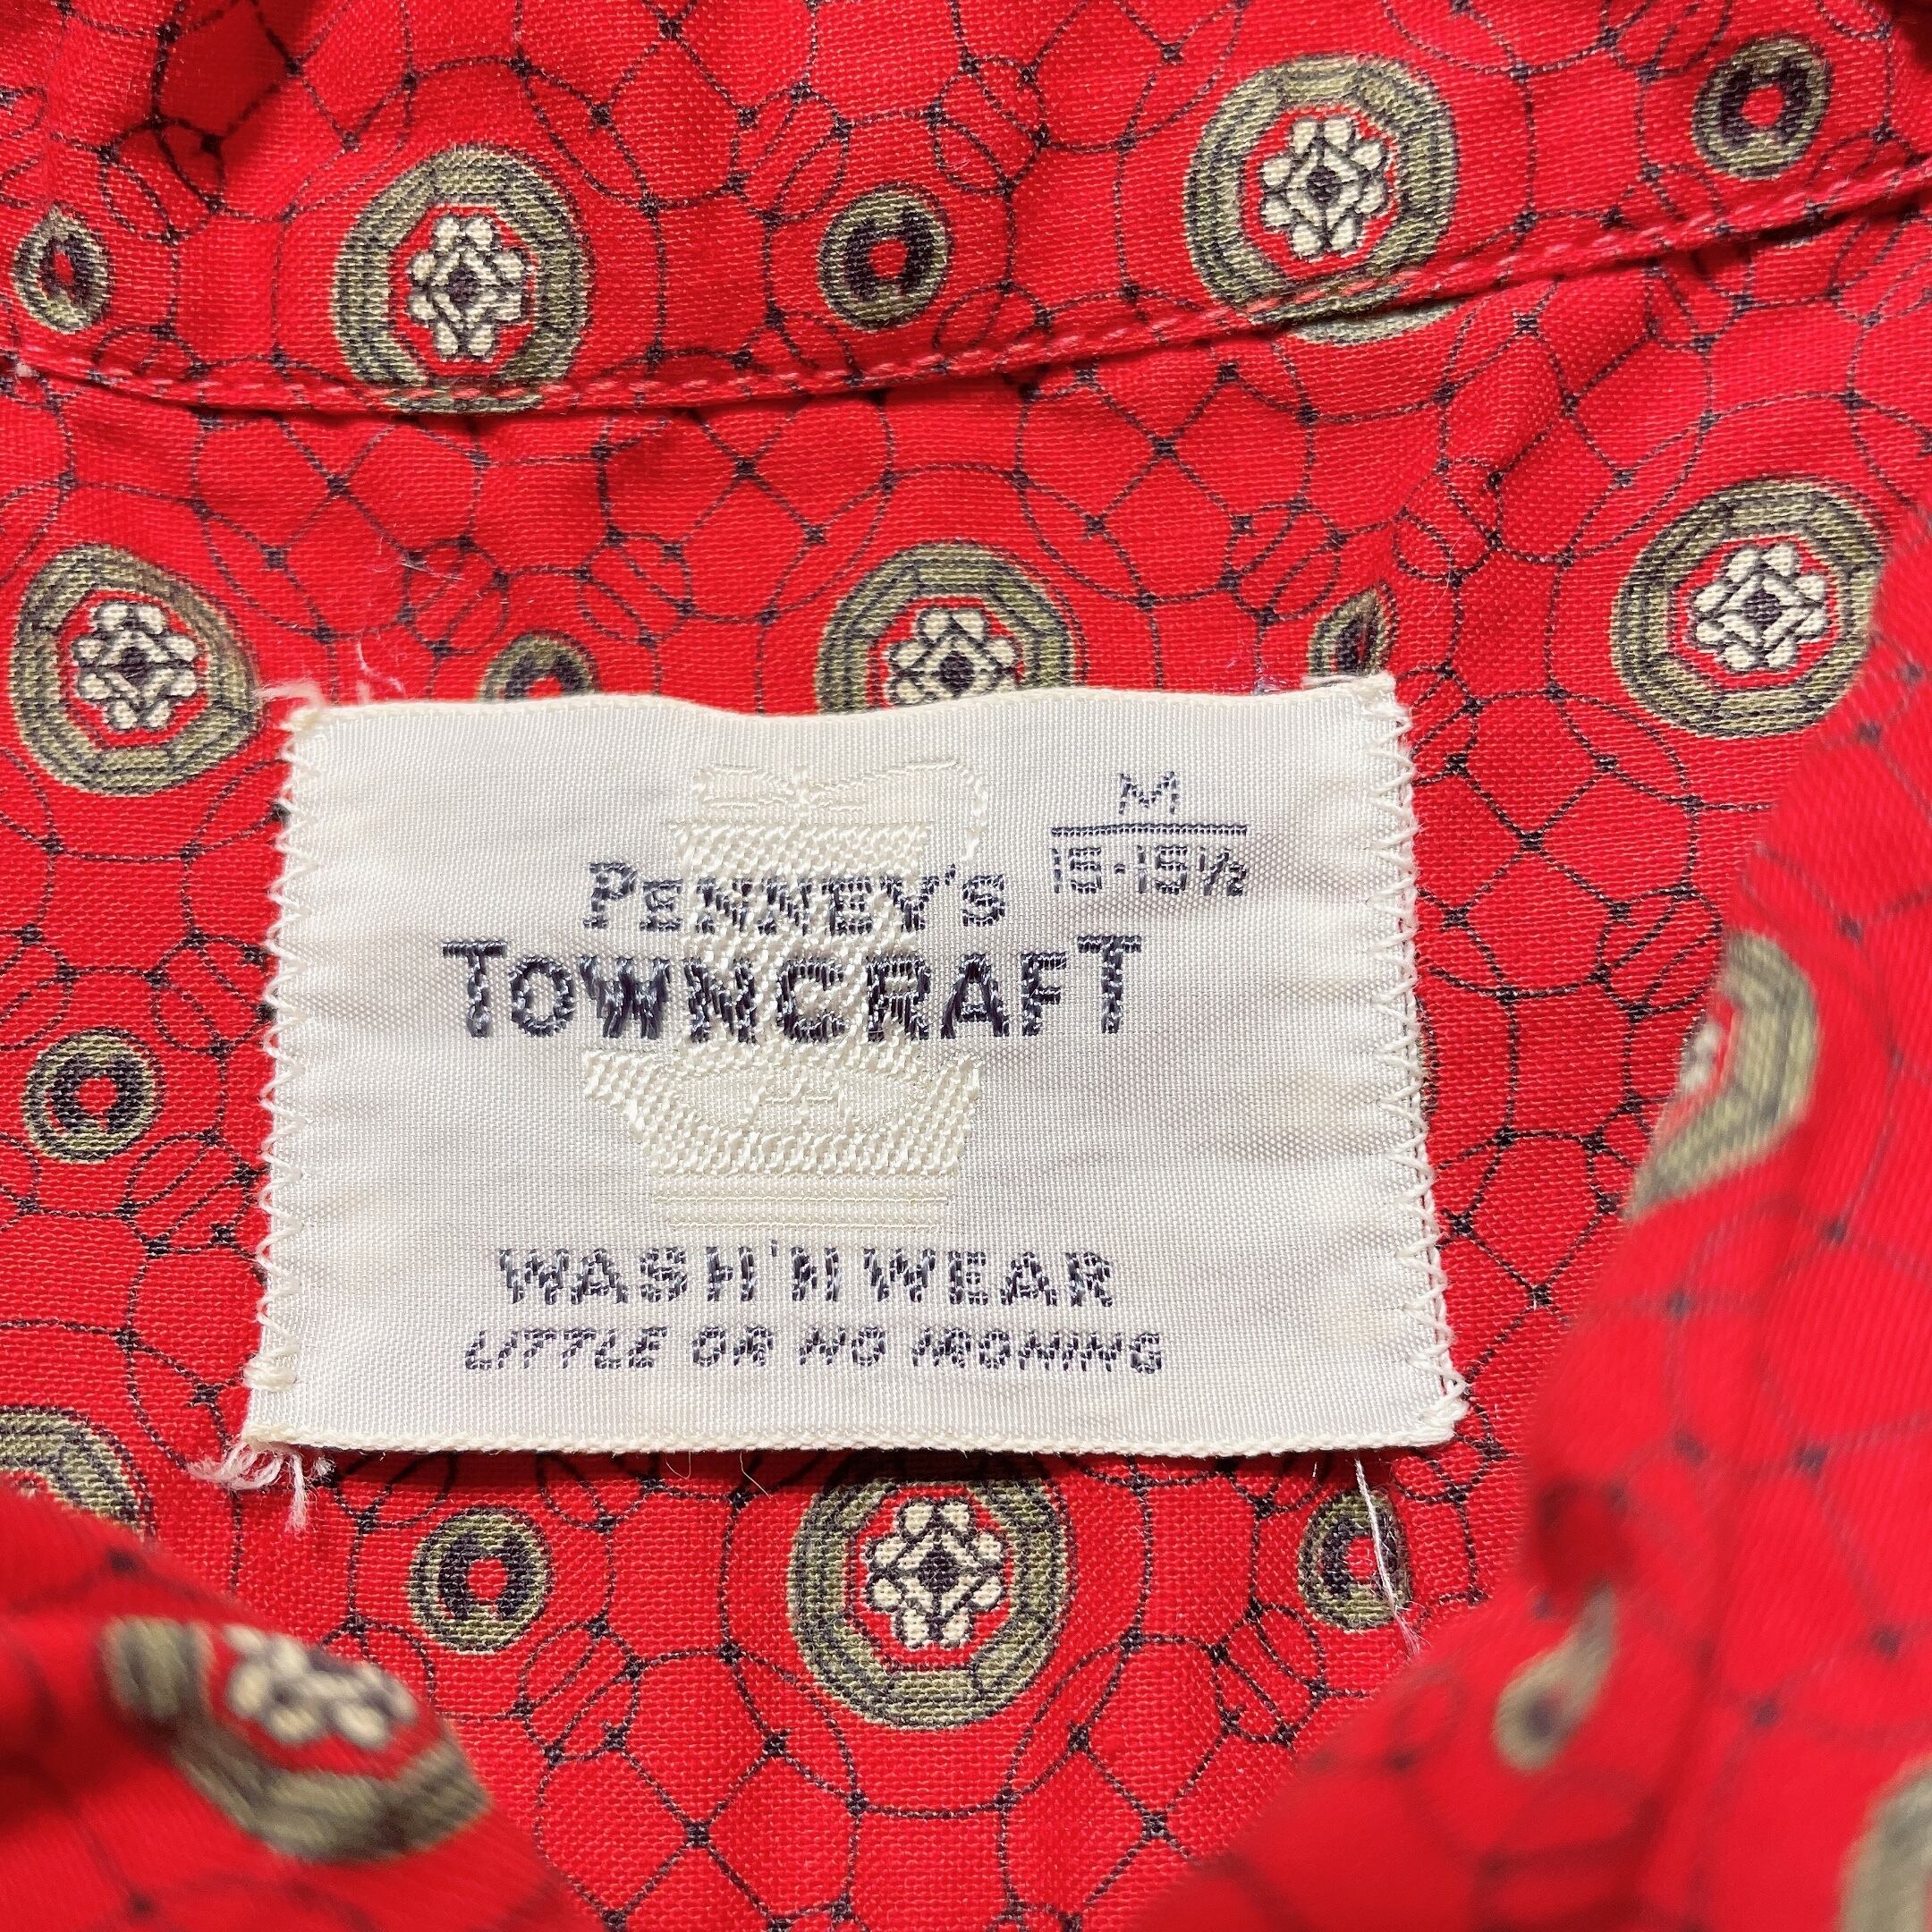 M
15·15½
PENNEY'S
TOWNCRAFT
WASH 'N WEAR
LITTLE OR NO IRONING